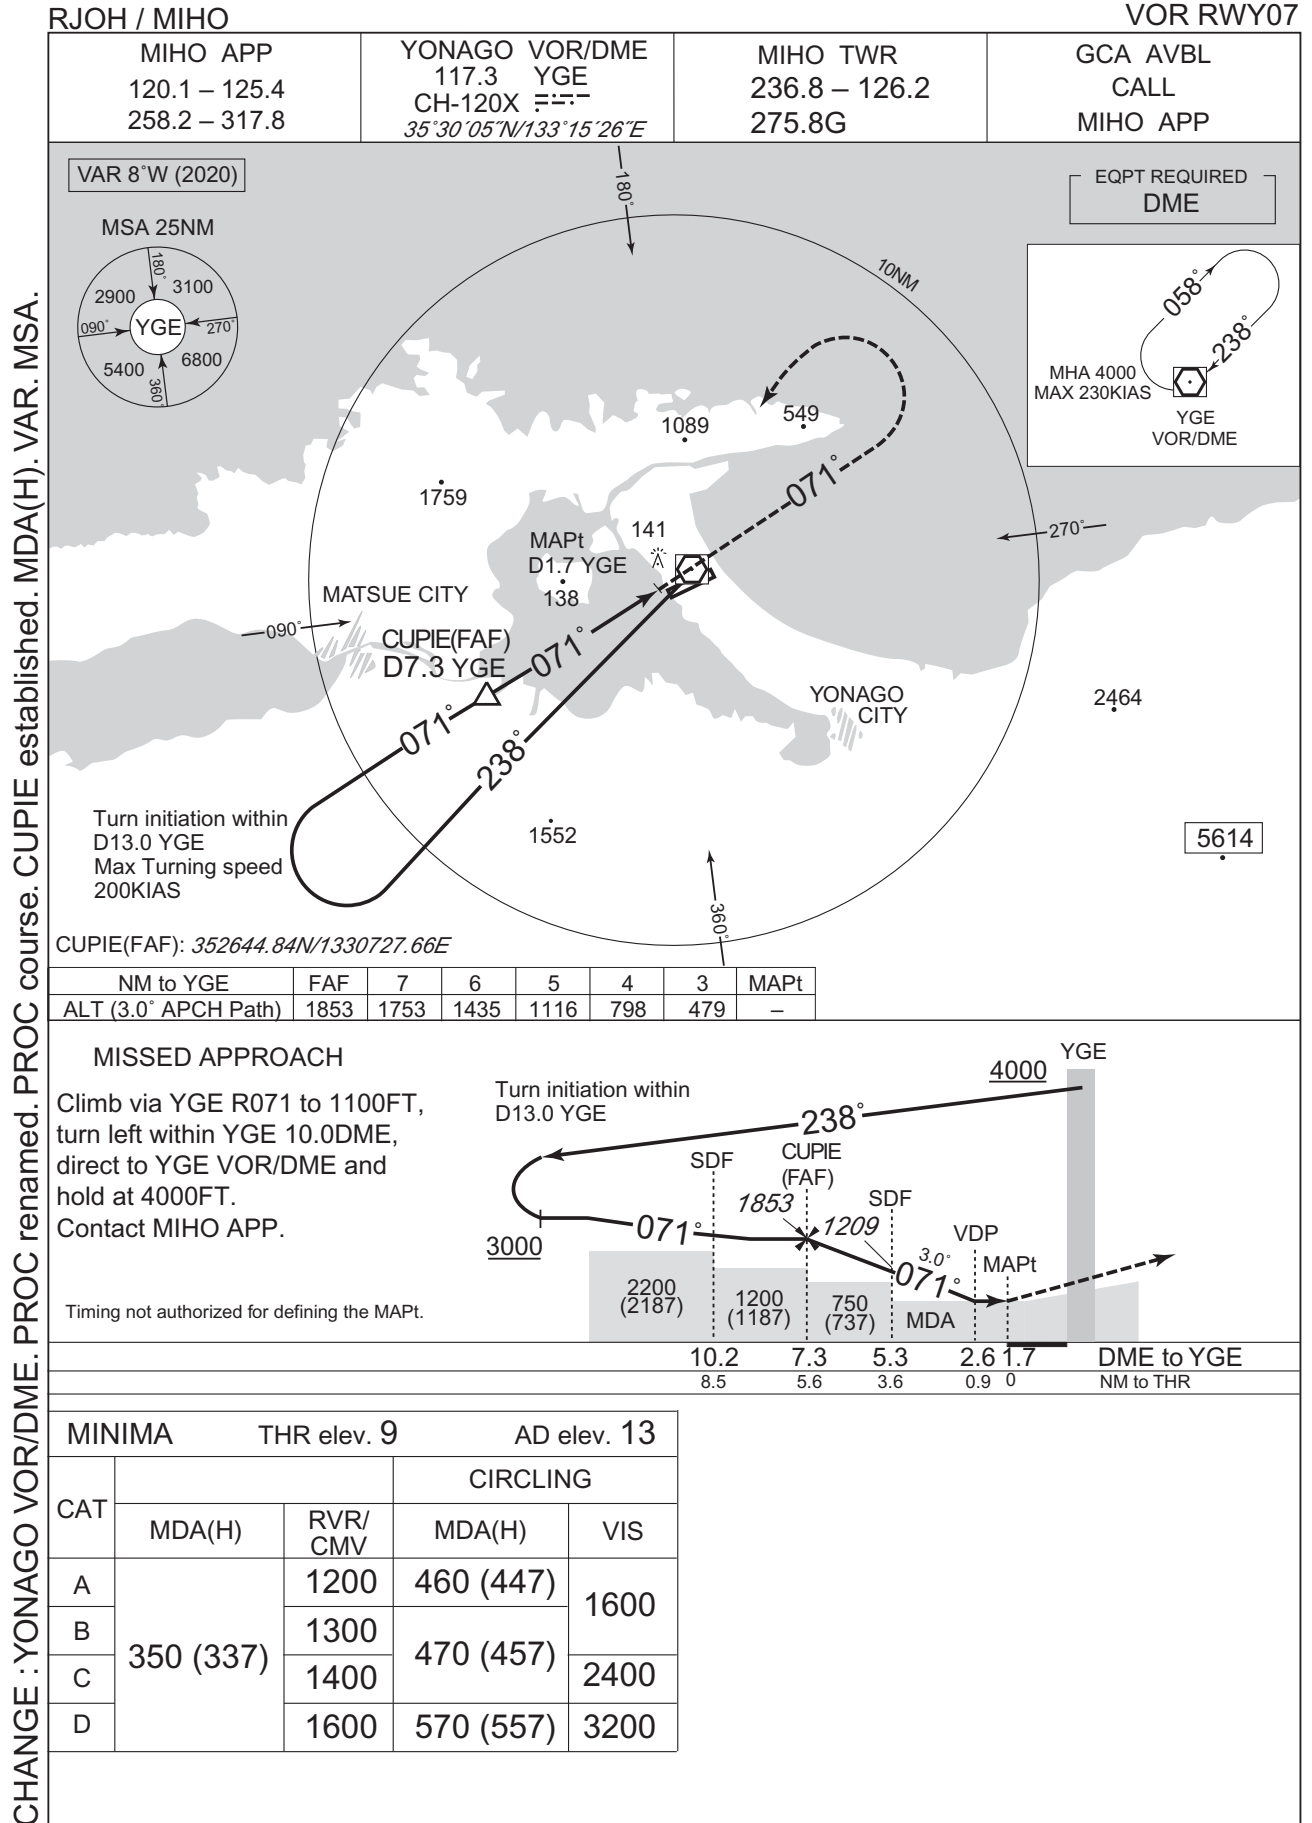 RJOH / MIHO
VOR RWY07
MIHO APP
120.1 – 125.4
258.2 – 317.8
YONAGO VOR/DME
117.3 YGE
CH-120X
35°30´05˝N/133°15´26˝E
MIHO TWR
236.8 – 126.2
275.8G
GCA AVBL
CALL
MIHO APP
VAR 8°W (2020)
MSA 25NM
180°
2900
3100
090°
YGE
270°
5400
6800
360°
180°
10NM
EQPT REQUIRED
DME
058°
238°
MHA 4000
MAX 230KIAS
YGE
VOR/DME
549
1089
1759
071°
141
MAPt
D1.7 YGE
138
270°
MATSUE CITY
090°
CUPIE(FAF)
D7.3 YGE
071°
071°
238°
YONAGO
CITY
2464
Turn initiation within
D13.0 YGE
Max Turning speed
200KIAS
1552
5614
360°
CUPIE(FAF): 352644.84N/1330727.66E
NM to YGE FAF 7 6 5 4 3 MAPt
ALT (3.0° APCH Path) 1853 1753 1435 1116 798 479 –
MISSED APPROACH
Climb via YGE R071 to 1100FT,
turn left within YGE 10.0DME,
direct to YGE VOR/DME and
hold at 4000FT.
Contact MIHO APP.
Timing not authorized for defining the MAPt.
YGE
4000
Turn initiation within
D13.0 YGE
238°
SDF
CUPIE
(FAF)
1853
1209
SDF
VDP
MAPt
071°
3000
3.0°
071°
2200
(2187)
1200
(1187)
750
(737)
MDA
10.2 7.3 5.3 2.6 1.7 DME to YGE
8.5 5.6 3.6 0.9 0 NM to THR
MINIMA THR elev. 9 AD elev. 13
CAT
CIRCLING
MDA(H)
RVR/
CMV
MDA(H)
VIS
A 1200 460 (447)
1600
B 1300
350 (337)
470 (457)
C 1400 2400
D 1600 570 (557) 3200
CHANGE : YONAGO VOR/DME. PROC renamed. PROC course. CUPIE established. MDA(H). VAR. MSA.